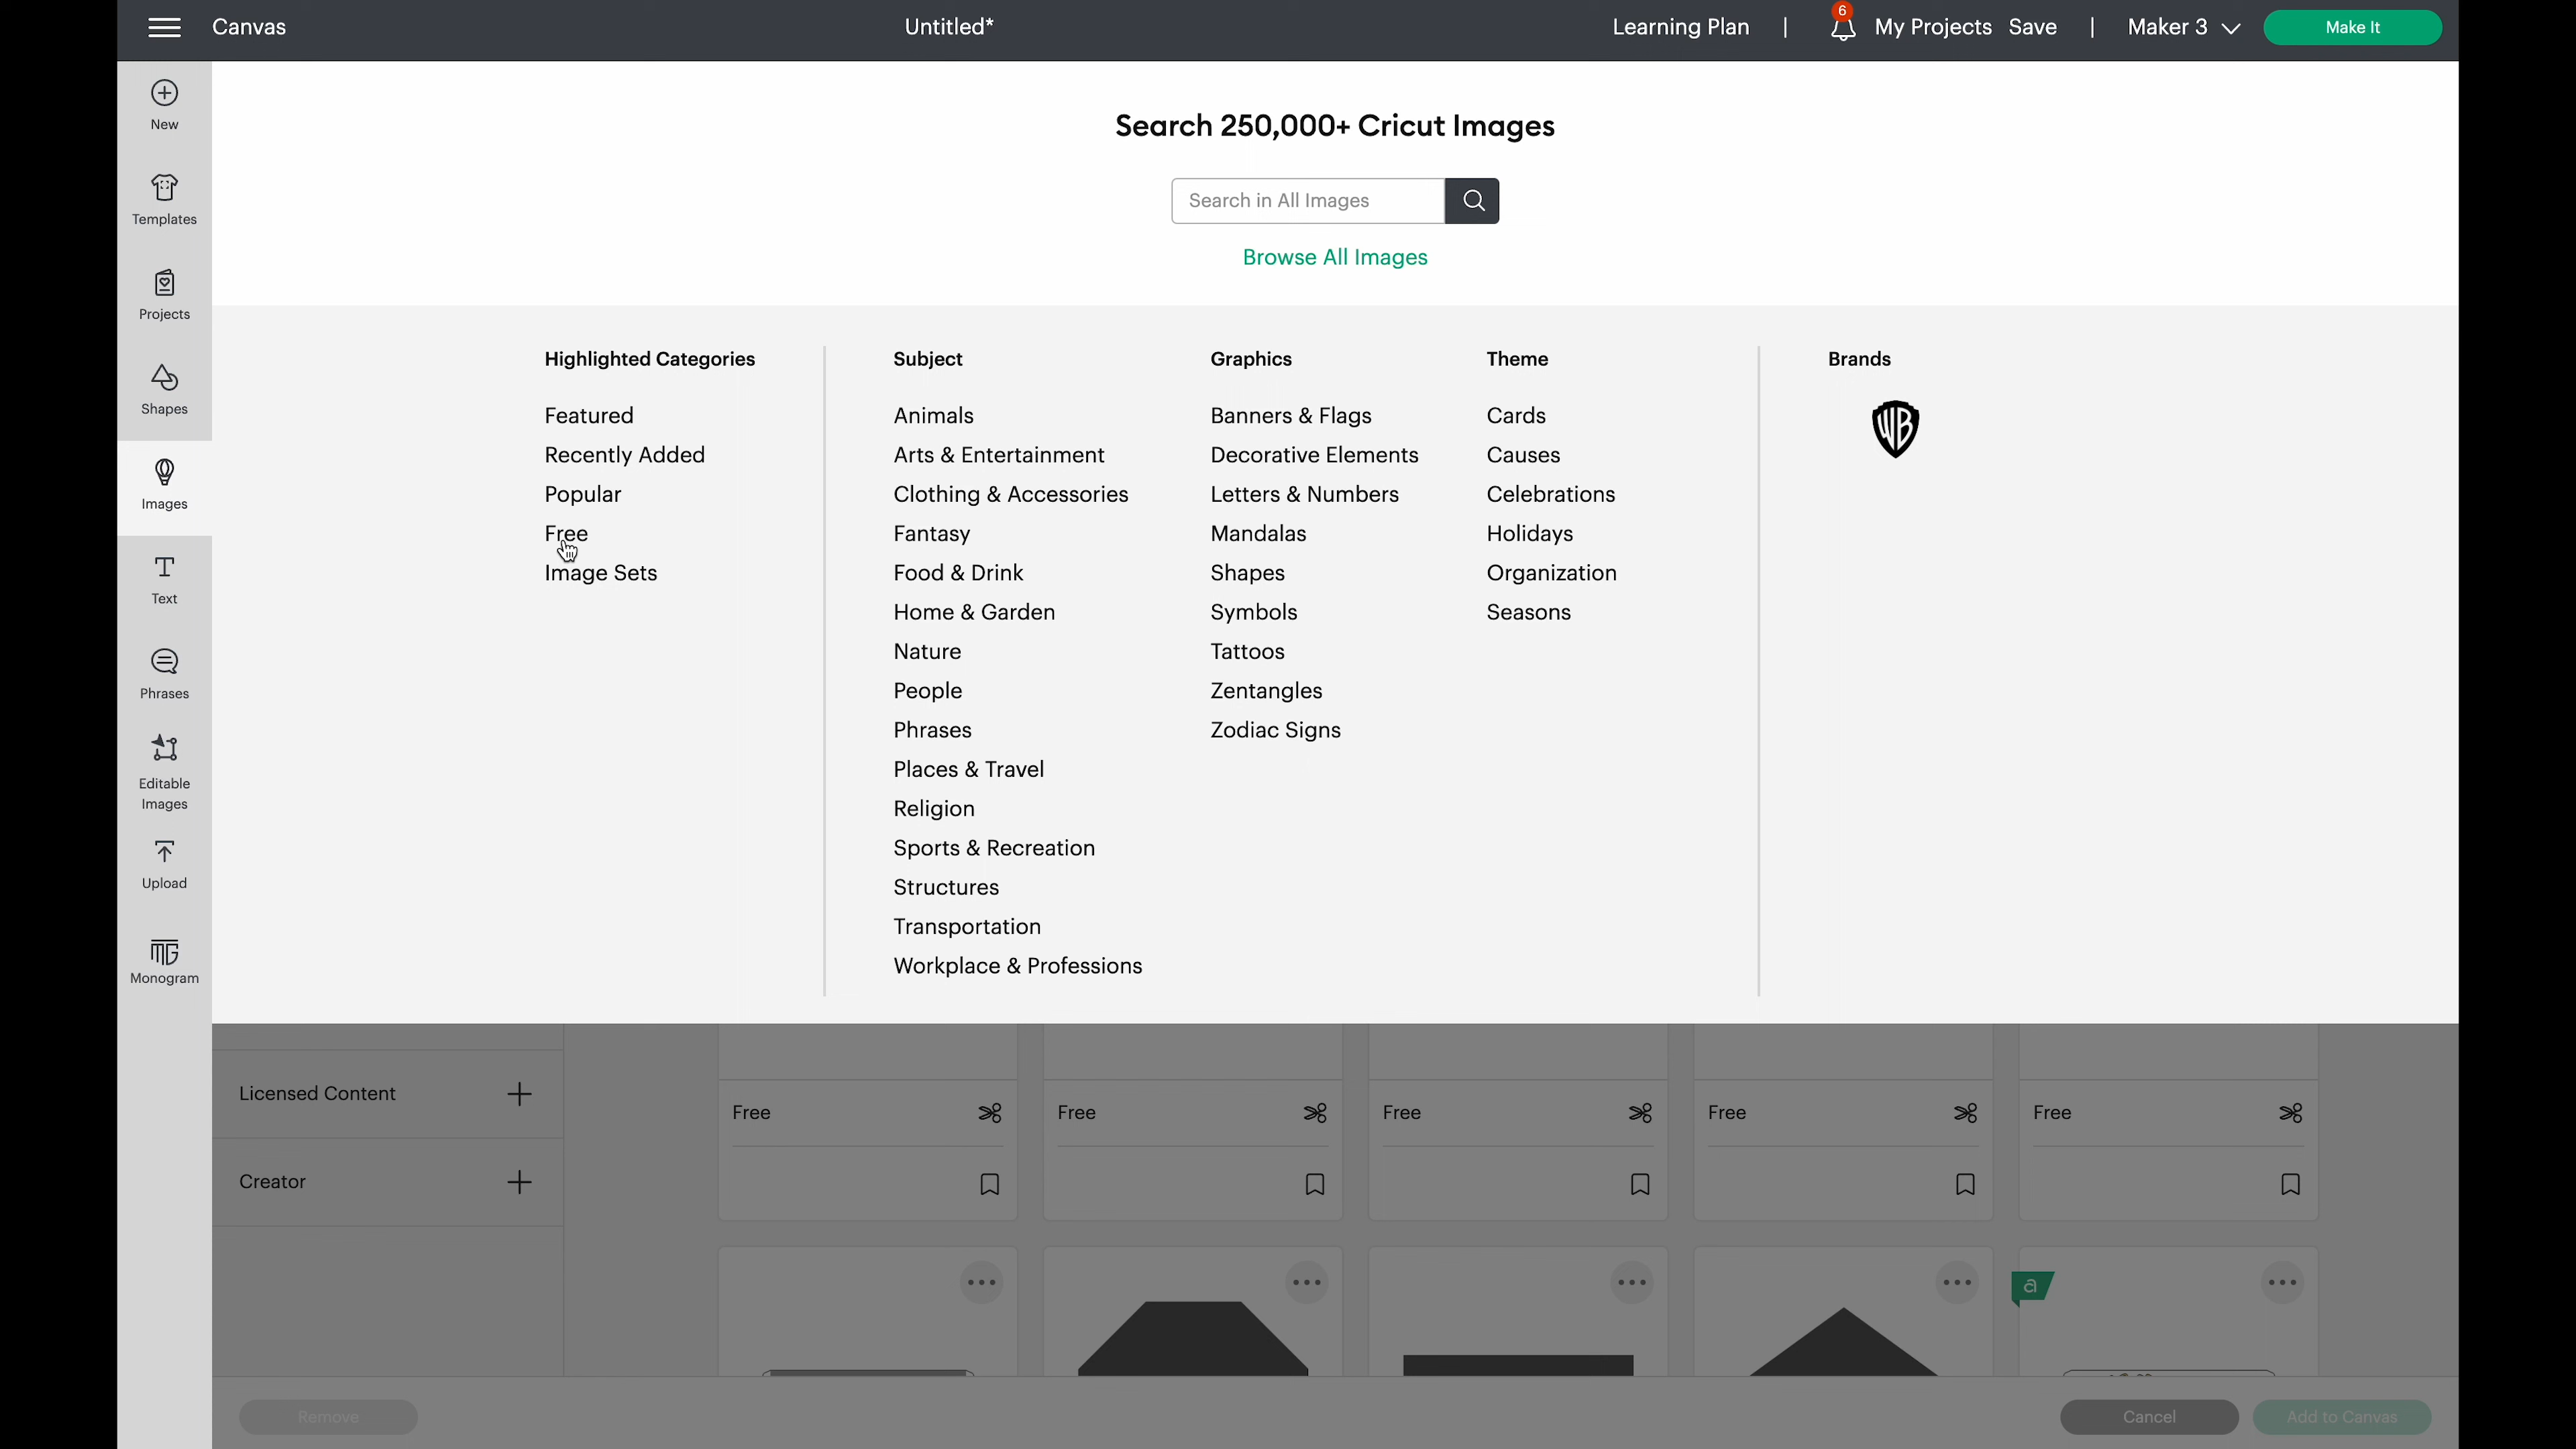 Canvas
Untitled*
Learning Plan
6
My Projects
Save
Maker 3
Make It
New
Templates
Projects
Shapes
Images
Text
Phrases
Editable
Images
Upload
Monogram
Search 250,000+ Cricut Images
Search in All Images
Browse All Images
Highlighted Categories
Featured
Recently Added
Popular
Free
Image Sets
Subject
Animals
Arts & Entertainment
Clothing & Accessories
Fantasy
Food & Drink
Home & Garden
Nature
People
Phrases
Places & Travel
Religion
Sports & Recreation
Structures
Transportation
Workplace & Professions
Graphics
Banners & Flags
Decorative Elements
Letters & Numbers
Mandalas
Shapes
Symbols
Tattoos
Zentangles
Zodiac Signs
Theme
Cards
Causes
Celebrations
Holidays
Organization
Seasons
Brands
WB
Licensed Content
Creator
Free
Free
Free
Free
Free
a
Remove
Cancel
Add to Canvas